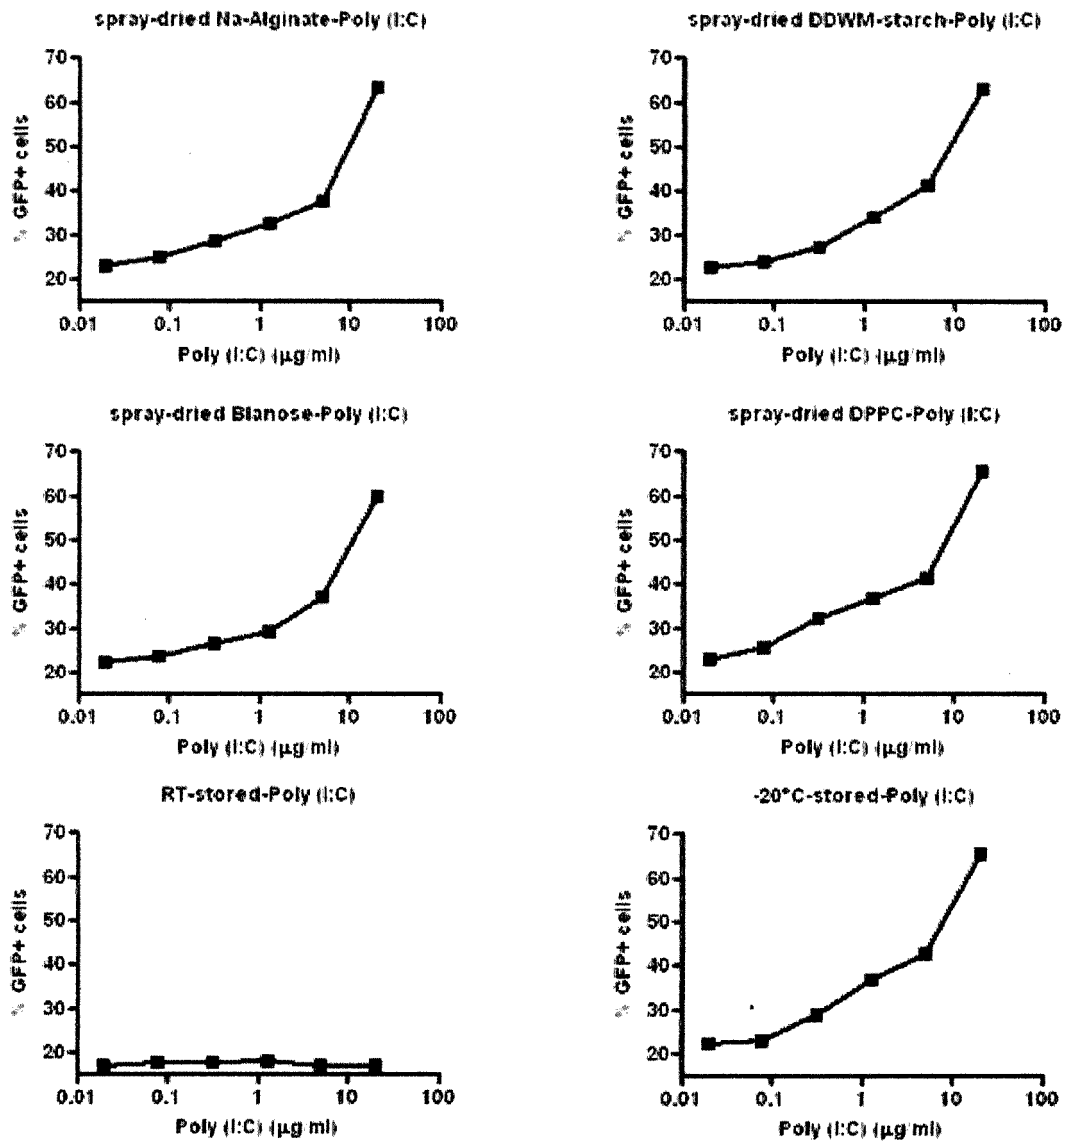 spray-dried Na-Alginate-Poly (I:C)
70
60
50
40
30
20
% GFP+ cells
0.01 0.1 1 10 100
Poly (I:C) (µg/ml)
spray-dried DDWM-starch-Poly (I:C)
70
60
50
40
30
20
% GFP+ cells
0.01 0.1 1 10 100
Poly (I:C) (µg/ml)
spray-dried Blanose-Poly (I:C)
70
60
50
40
30
20
% GFP+ cells
0.01 0.1 1 10 100
Poly (I:C) (µg/ml)
spray-dried DPPC-Poly (I:C)
70
60
50
40
30
20
% GFP+ cells
0.01 0.1 1 10 100
Poly (I:C) (µg/ml)
RT-stored-Poly (I:C)
70
60
50
40
30
20
% GFP+ cells
0.01 0.1 1 10 100
Poly (I:C) (µg/ml)
-20°C-stored-Poly (I:C)
70
60
50
40
30
20
% GFP+ cells
0.01 0.1 1 10 100
Poly (I:C) (µg/ml)